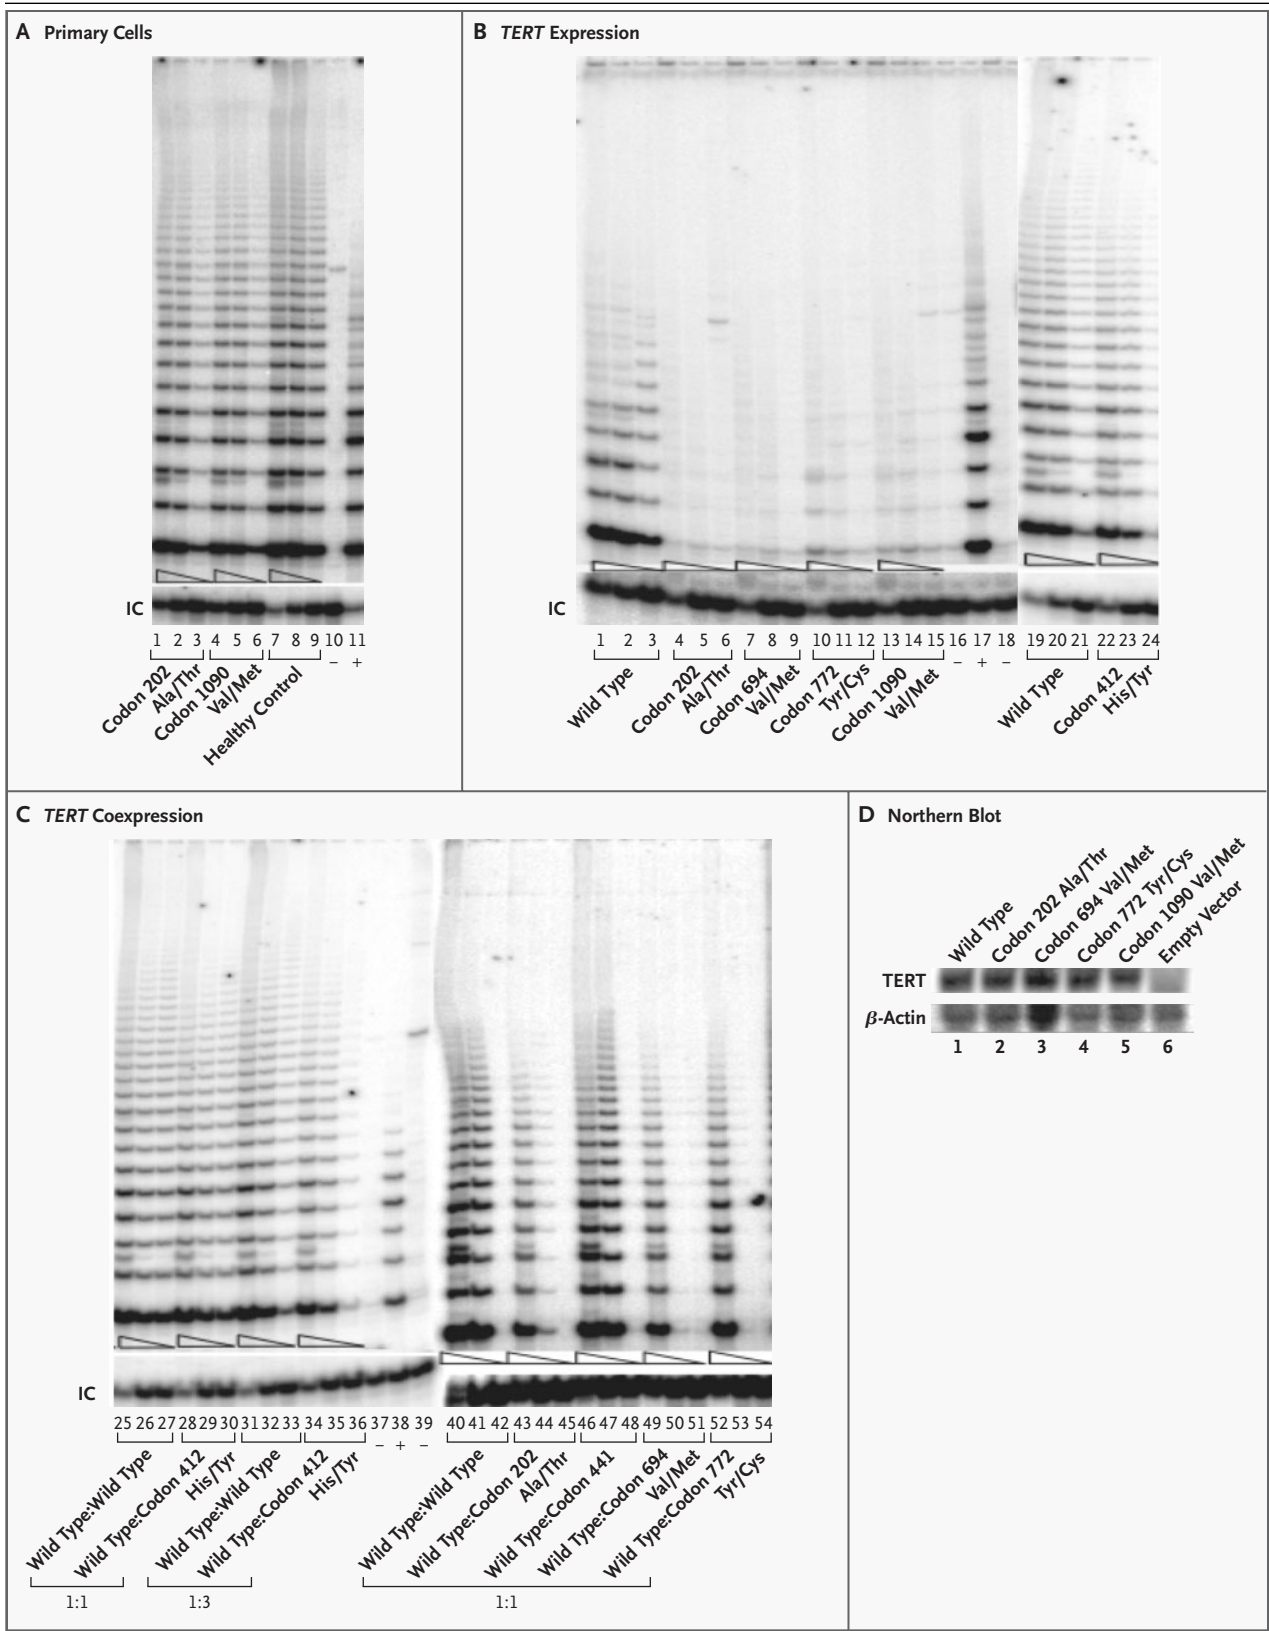 A Primary Cells
IC
1 2 3 4 5 6 7 8 9 10 11
– +
Codon 202
Ala/Thr
Codon 1090
Val/Met
Healthy Control
B TERT Expression
IC
1 2 3 4 5 6 7 8 9 10 11 12 13 14 15 16 17 18 19 20 21 22 23 24
– + –
Wild Type
Codon 202
Ala/Thr
Codon 694
Val/Met
Codon 772
Tyr/Cys
Codon 1090
Val/Met
Wild Type
Codon 412
His/Tyr
C TERT Coexpression
IC
25 26 27 28 29 30 31 32 33 34 35 36 37 38 39 40 41 42 43 44 45 46 47 48 49 50 51 52 53 54
– + –
Wild Type:Wild Type
Wild Type:Codon 412
His/Tyr
Wild Type:Wild Type
Wild Type:Codon 412
His/Tyr
Wild Type:Wild Type
Wild Type:Codon 202
Ala/Thr
Wild Type:Codon 441
Wild Type:Codon 694
Val/Met
Wild Type:Codon 772
Tyr/Cys
1:1
1:3
1:1
D Northern Blot
Wild Type
Codon 202 Ala/Thr
Codon 694 Val/Met
Codon 772 Tyr/Cys
Codon 1090 Val/Met
Empty Vector
TERT
β-Actin
1 2 3 4 5 6